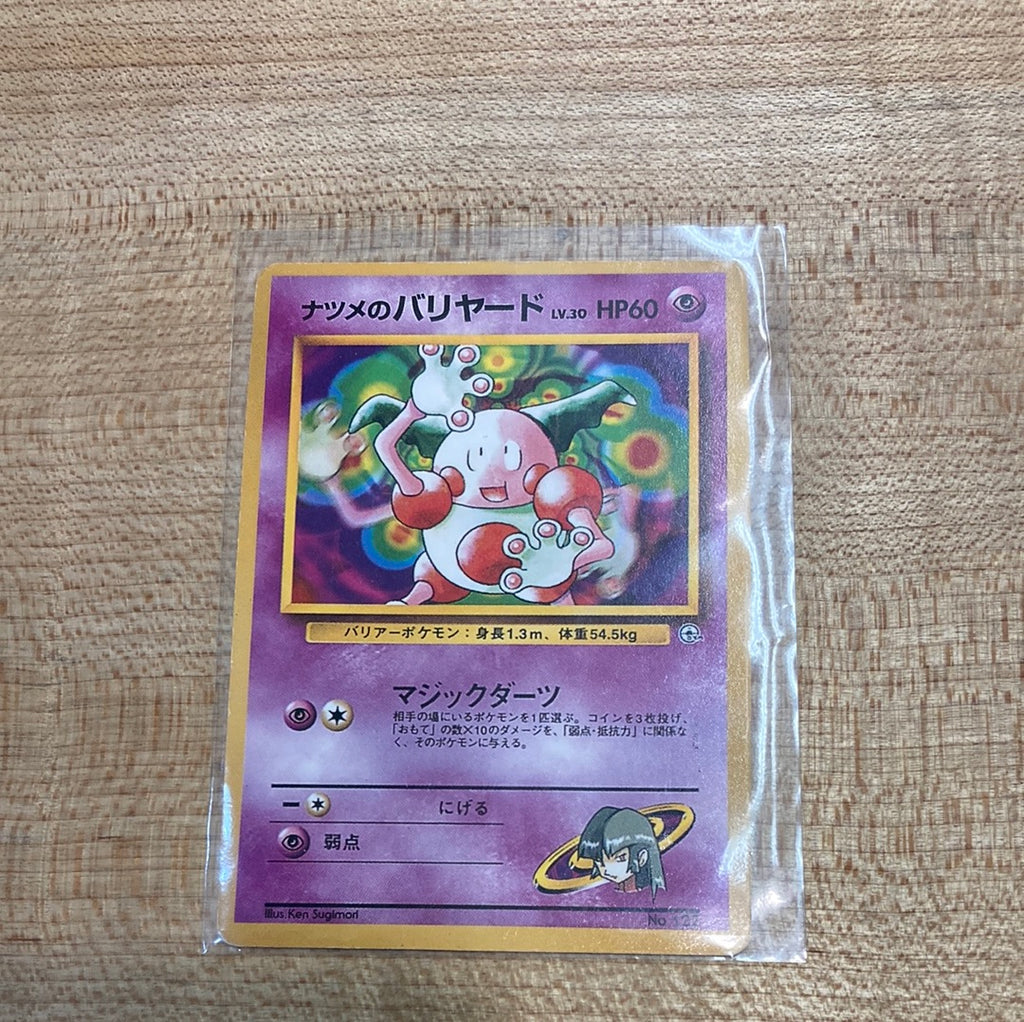 ナツメのバリヤード LV.30 HP60
バリアーポケモン：身長1.3m、体重54.5kg
マジックダーツ
相手の場にいるポケモンを1匹選ぶ。コインを3枚投げ、
「おもて」の数×10のダメージを、「弱点・抵抗力」に関係な
く、そのポケモンに与える。
にげる
弱点
Illus.Ken Sugimori
No.